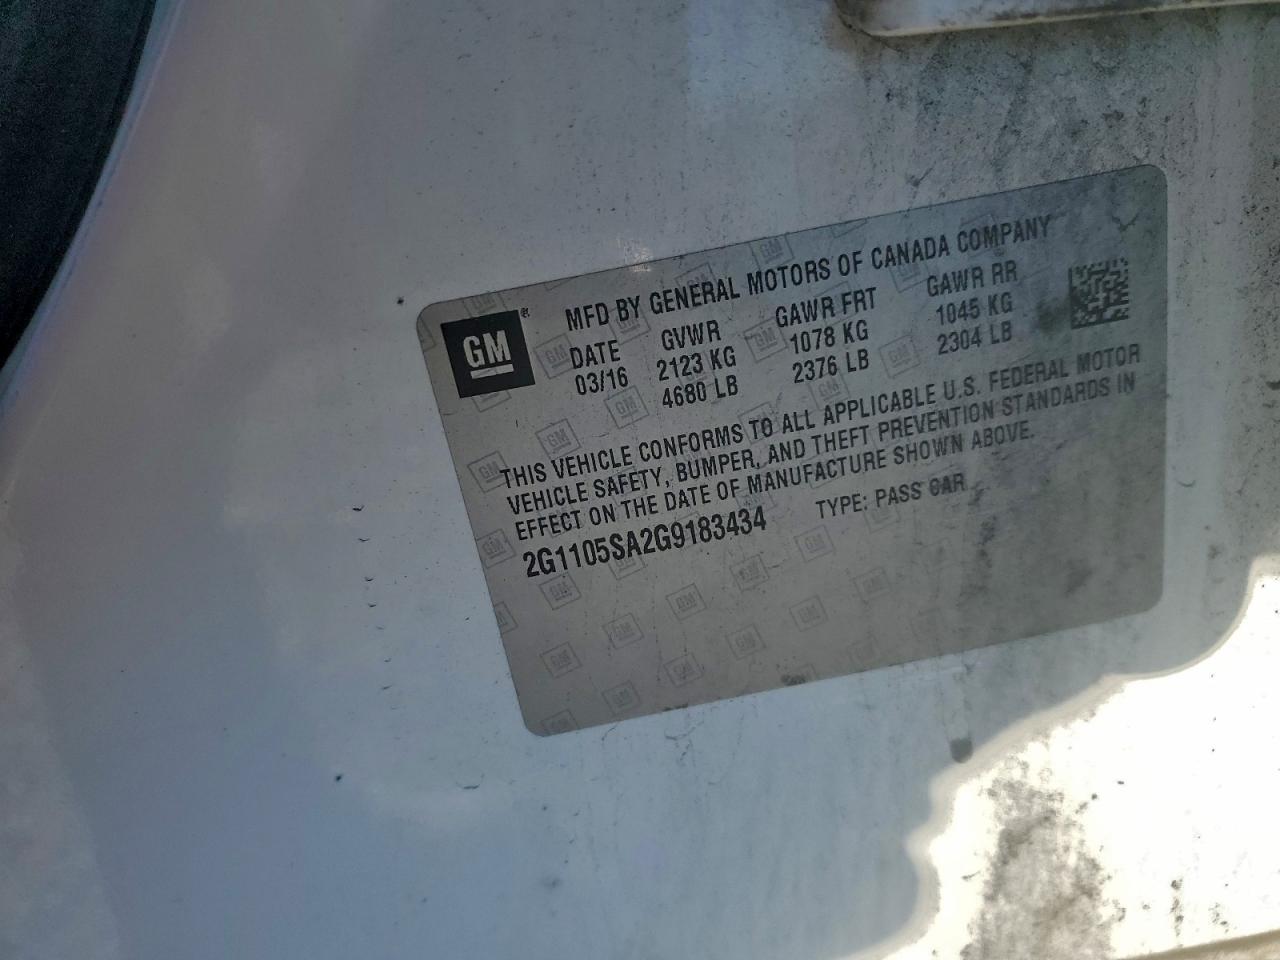 GM®
MFD BY GENERAL MOTORS OF CANADA COMPANY
DATE GVWR GAWR FRT GAWR RR
03/16 2123 KG 1078 KG 1045 KG
4680 LB 2376 LB 2304 LB
THIS VEHICLE CONFORMS TO ALL APPLICABLE U.S. FEDERAL MOTOR
VEHICLE SAFETY, BUMPER, AND THEFT PREVENTION STANDARDS IN
EFFECT ON THE DATE OF MANUFACTURE SHOWN ABOVE.
2G1105SA2G9183434 TYPE: PASS CAR